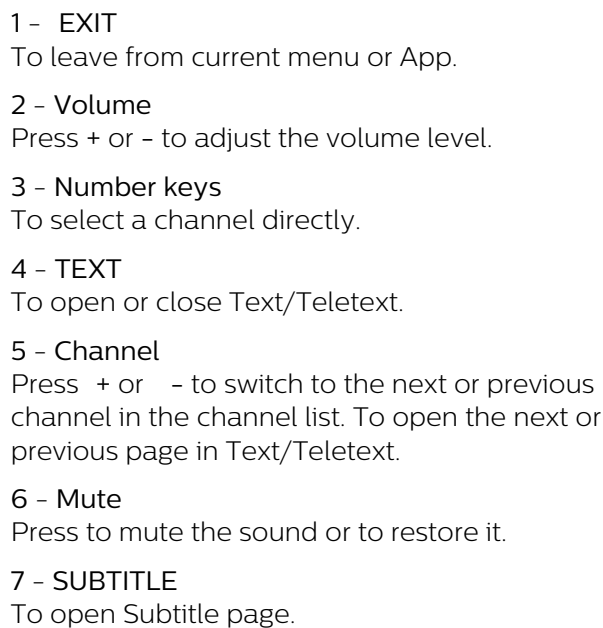 1 - EXIT
To leave from current menu or App.
2 - Volume
Press + or - to adjust the volume level.
3 - Number keys
To select a channel directly.
4 - TEXT
To open or close Text/Teletext.
5 - Channel
Press + or - to switch to the next or previous
channel in the channel list. To open the next or
previous page in Text/Teletext.
6 - Mute
Press to mute the sound or to restore it.
7 - SUBTITLE
To open Subtitle page.